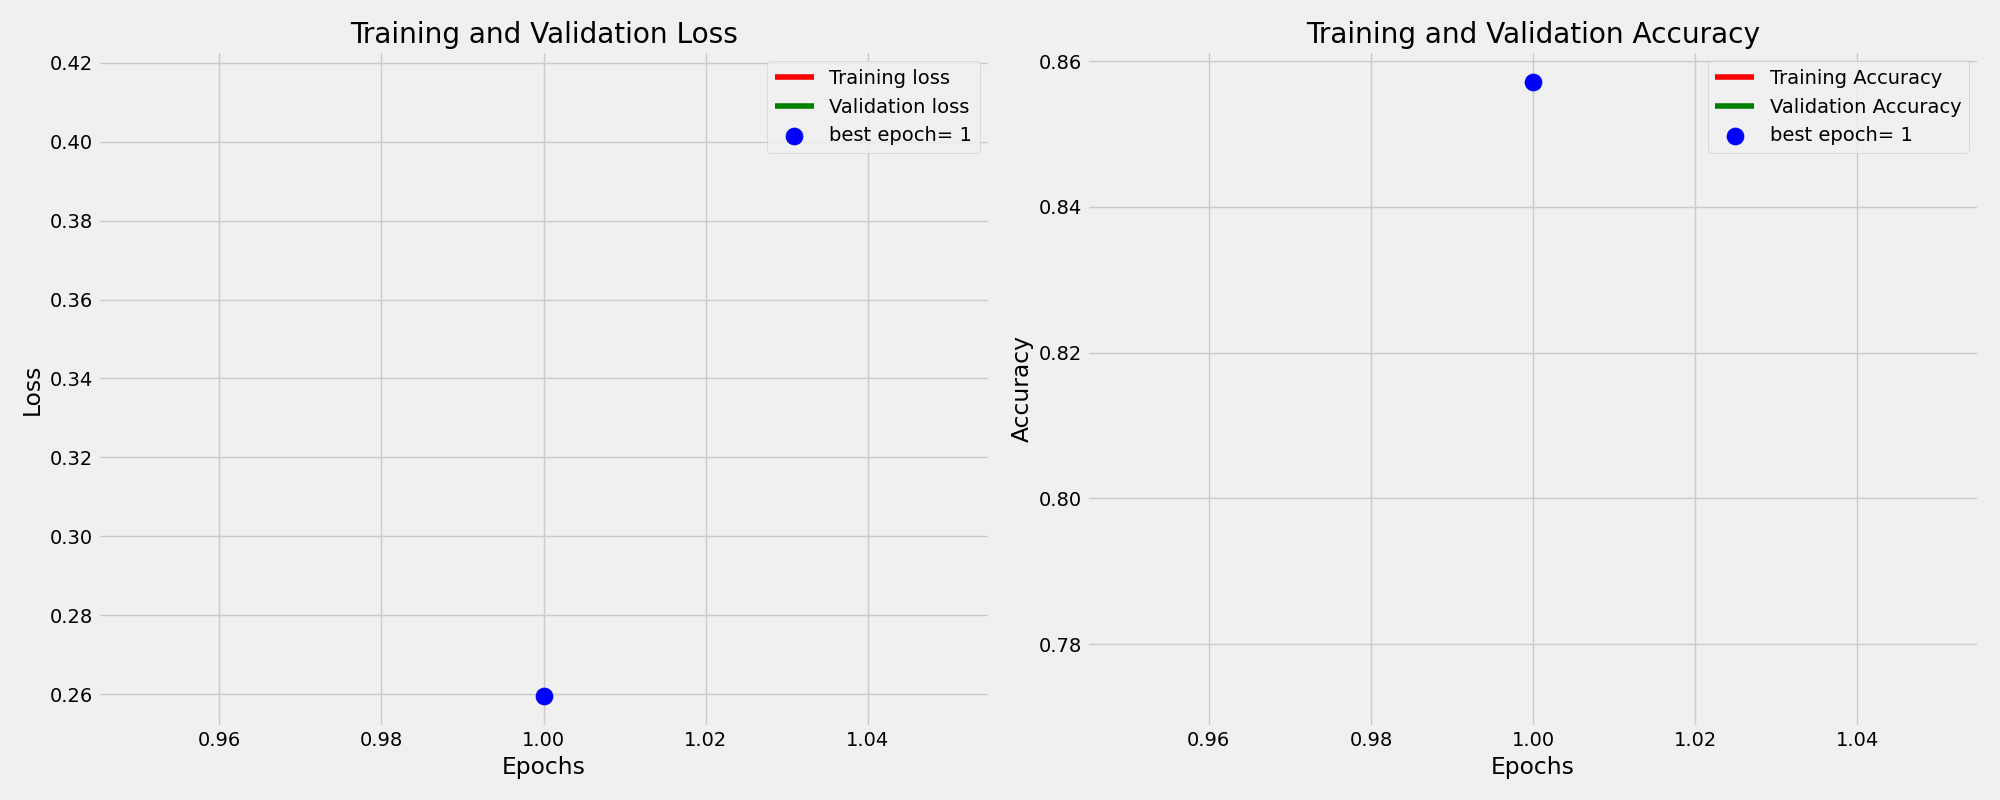 Training and Validation Loss
0.42
0.40
0.38
0.36
0.34
0.32
0.30
0.28
0.26
Loss
Training loss
Validation loss
best epoch= 1
0.96
0.98
1.00
1.02
1.04
Epochs
Training and Validation Accuracy
0.86
0.84
0.82
0.80
0.78
Accuracy
Training Accuracy
Validation Accuracy
best epoch= 1
0.96
0.98
1.00
1.02
1.04
Epochs